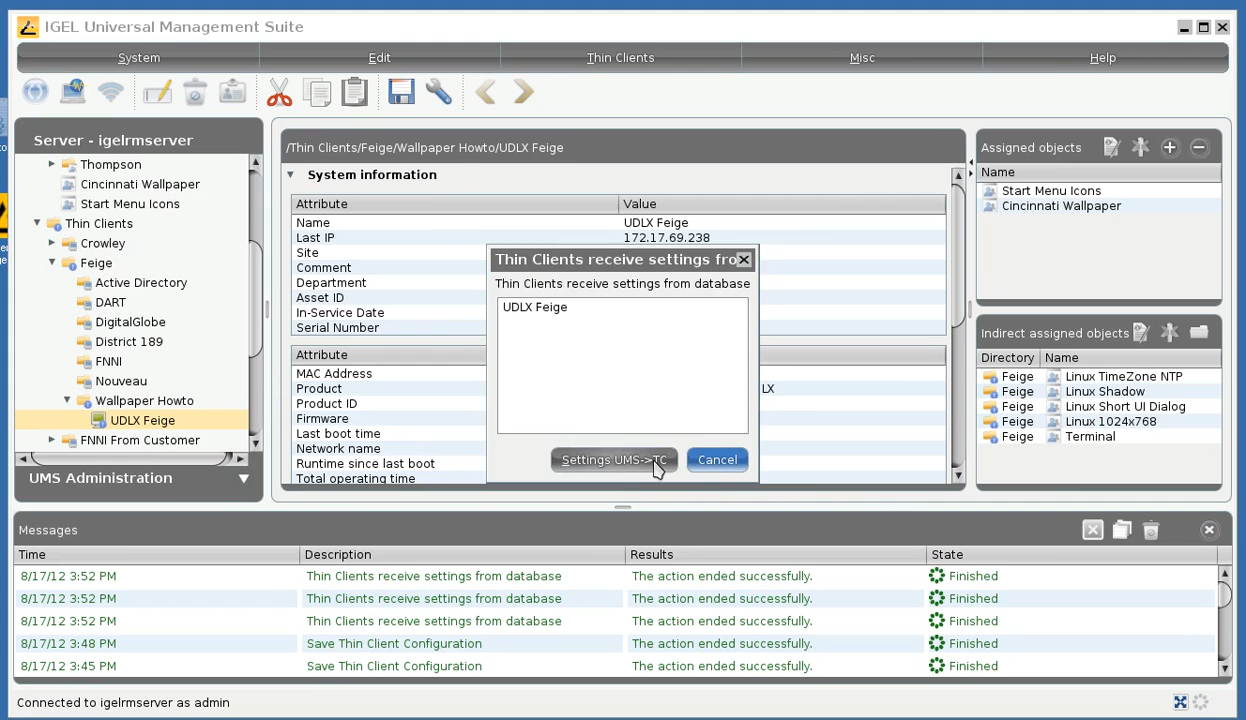 IGEL Universal Management Suite
System Edit Thin Clients Misc Help
Server - igelrmserver
Thompson
Cincinnati Wallpaper
Start Menu Icons
Thin Clients
Crowley
Feige
Active Directory
DART
DigitalGlobe
District 189
FNNI
Nouveau
Wallpaper Howto
UDLX Feige
FNNI From Customer
UMS Administration
/Thin Clients/Feige/Wallpaper Howto/UDLX Feige
System information
Attribute Value
Name UDLX Feige
Last IP 172.17.69.238
Site
Comment
Department
Asset ID
In-Service Date
Serial Number
Attribute
MAC Address
Product LX
Product ID
Firmware
Last boot time
Network name
Runtime since last boot
Total operating time
Thin Clients receive settings fro
Thin Clients receive settings from database
UDLX Feige
Settings UMS->TC Cancel
Assigned objects
Name
Start Menu Icons
Cincinnati Wallpaper
Indirect assigned objects
Directory Name
Feige Linux TimeZone NTP
Feige Linux Shadow
Feige Linux Short UI Dialog
Feige Linux 1024x768
Feige Terminal
Messages
Time Description Results State
8/17/12 3:52 PM Thin Clients receive settings from database The action ended successfully. Finished
8/17/12 3:52 PM Thin Clients receive settings from database The action ended successfully. Finished
8/17/12 3:52 PM Thin Clients receive settings from database The action ended successfully. Finished
8/17/12 3:48 PM Save Thin Client Configuration The action ended successfully. Finished
8/17/12 3:45 PM Save Thin Client Configuration The action ended successfully. Finished
Connected to igelrmserver as admin